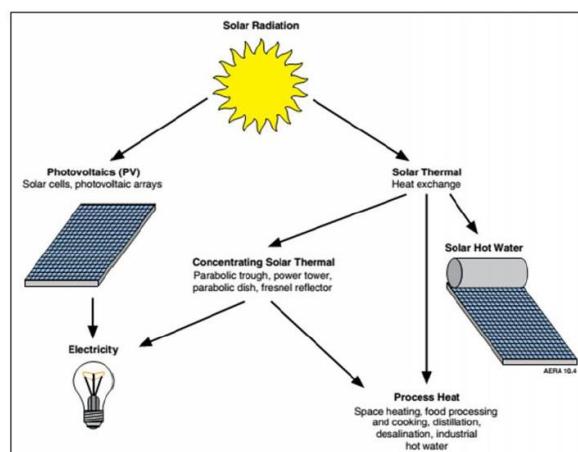 Solar Radiation
Photovoltaics (PV)
Solar cells, photovoltaic arrays
Solar Thermal
Heat exchange
Solar Hot Water
Concentrating Solar Thermal
Parabolic trough, power tower,
parabolic dish, fresnel reflector
Electricity
AERA 10.4
Process Heat
Space heating, food processing
and cooking, distillation,
desalination, industrial
hot water